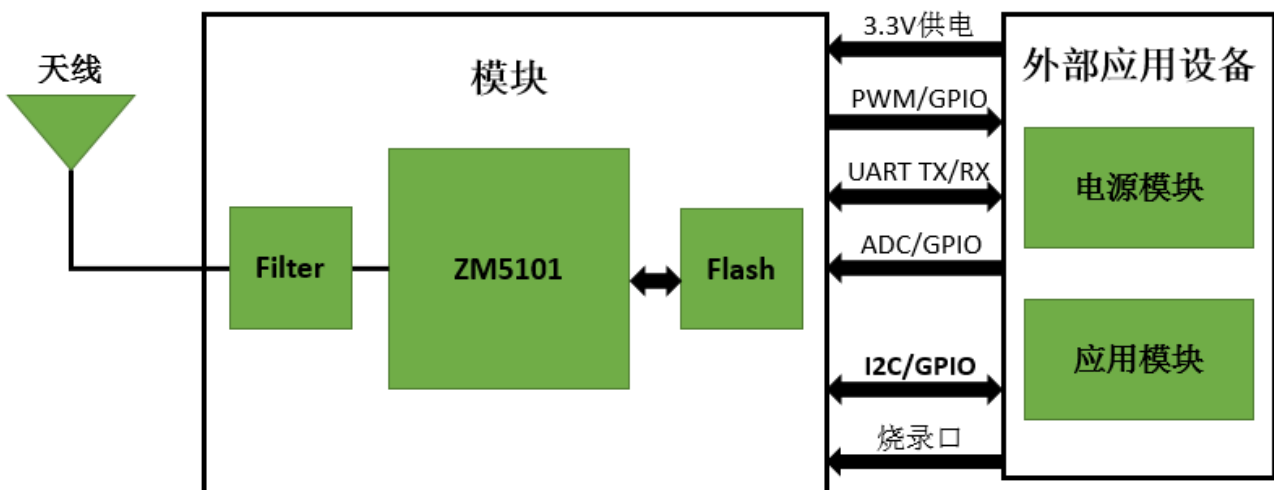 天线
模块
Filter
ZM5101
Flash
3.3V供电
PWM/GPIO
UART TX/RX
ADC/GPIO
I2C/GPIO
烧录口
外部应用设备
电源模块
应用模块